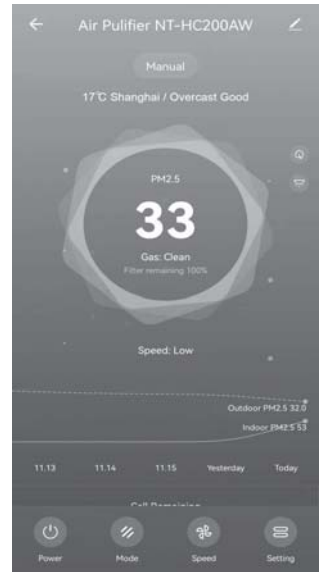 Air Pulifier NT-HC200AW
Manual
17℃ Shanghai / Overcast Good
PM2.5
33
Gas: Clean
Filter remaining 100%
Speed: Low
Outdoor PM2.5 32.0
Indoor PM2.5 53
11.13 11.14 11.15 Yesterday Today
Cell Remaining
Power Mode Speed Setting